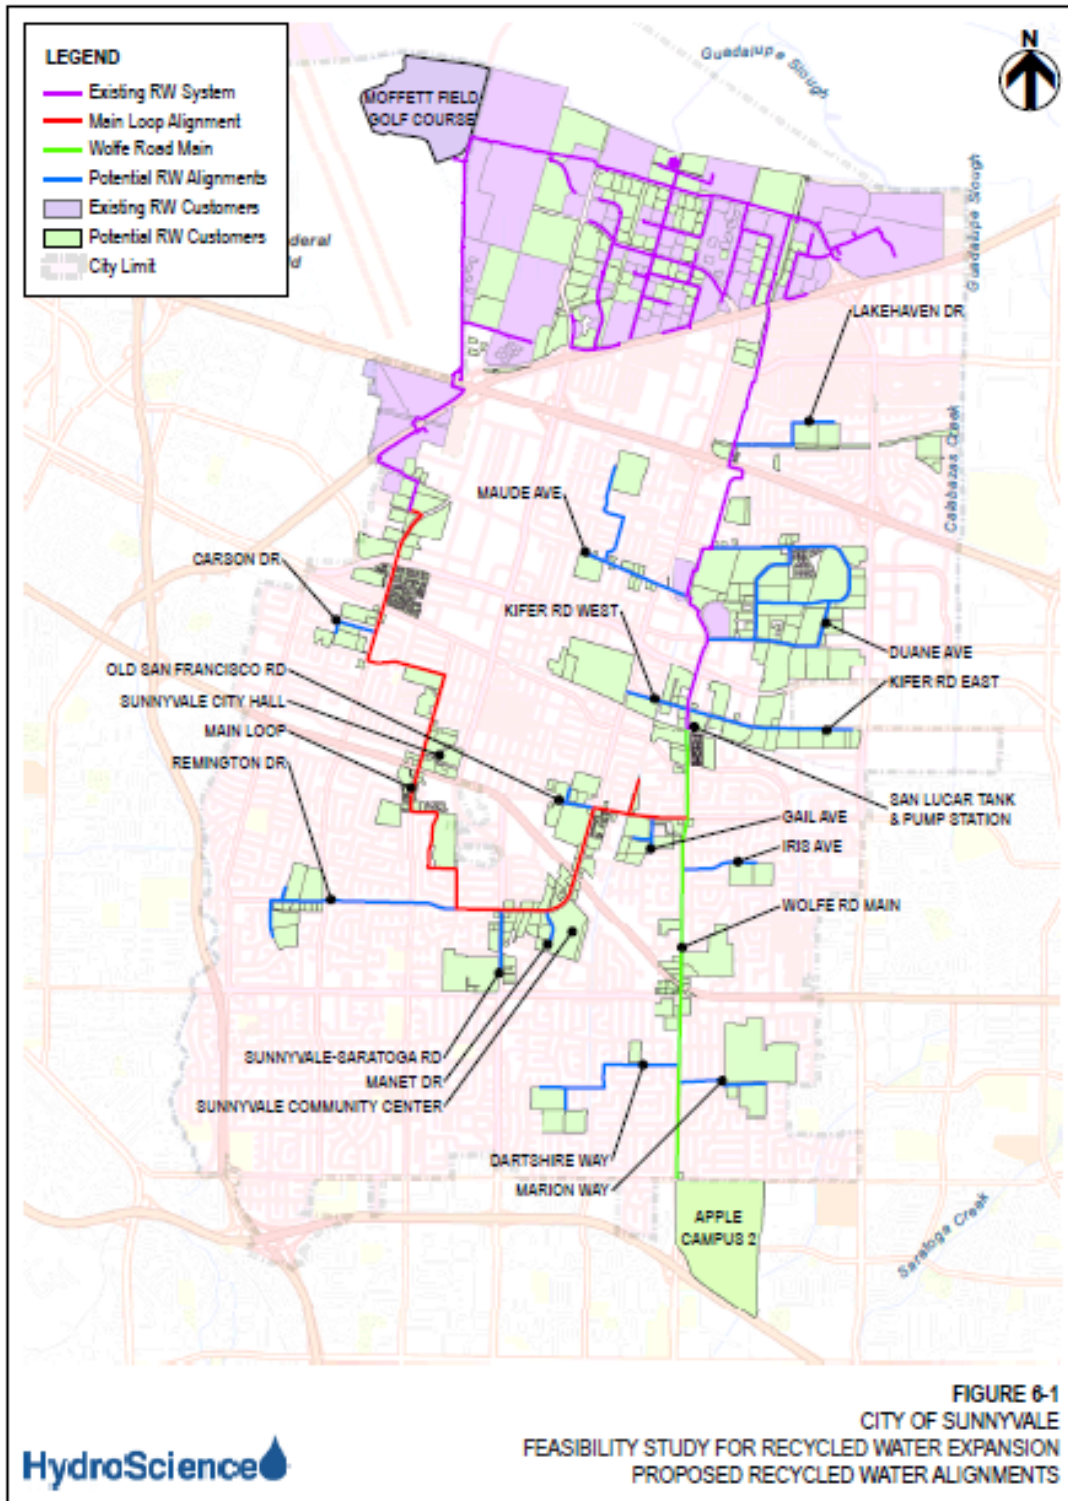 LEGEND
Existing RW System
Main Loop Alignment
Wolfe Road Main
Potential RW Alignments
Existing RW Customers
Potential RW Customers
City Limit
MOFFETT FIELD
GOLF COURSE
Guadalupe Slough
N
Guadalupe Slough
LAKEHAVEN DR
Calabazas Creek
MAUDE AVE
CARSON DR
KIFER RD WEST
DUANE AVE
OLD SAN FRANCISCO RD
KIFER RD EAST
SUNNYVALE CITY HALL
MAIN LOOP
REMINGTON DR
SAN LUCAR TANK
& PUMP STATION
GAIL AVE
IRIS AVE
WOLFE RD MAIN
SUNNYVALE-SARATOGA RD
MANET DR
SUNNYVALE COMMUNITY CENTER
DARTSHIRE WAY
MARION WAY
APPLE
CAMPUS 2
Saratoga Creek
FIGURE 6-1
CITY OF SUNNYVALE
FEASIBILITY STUDY FOR RECYCLED WATER EXPANSION
PROPOSED RECYCLED WATER ALIGNMENTS
HydroScience